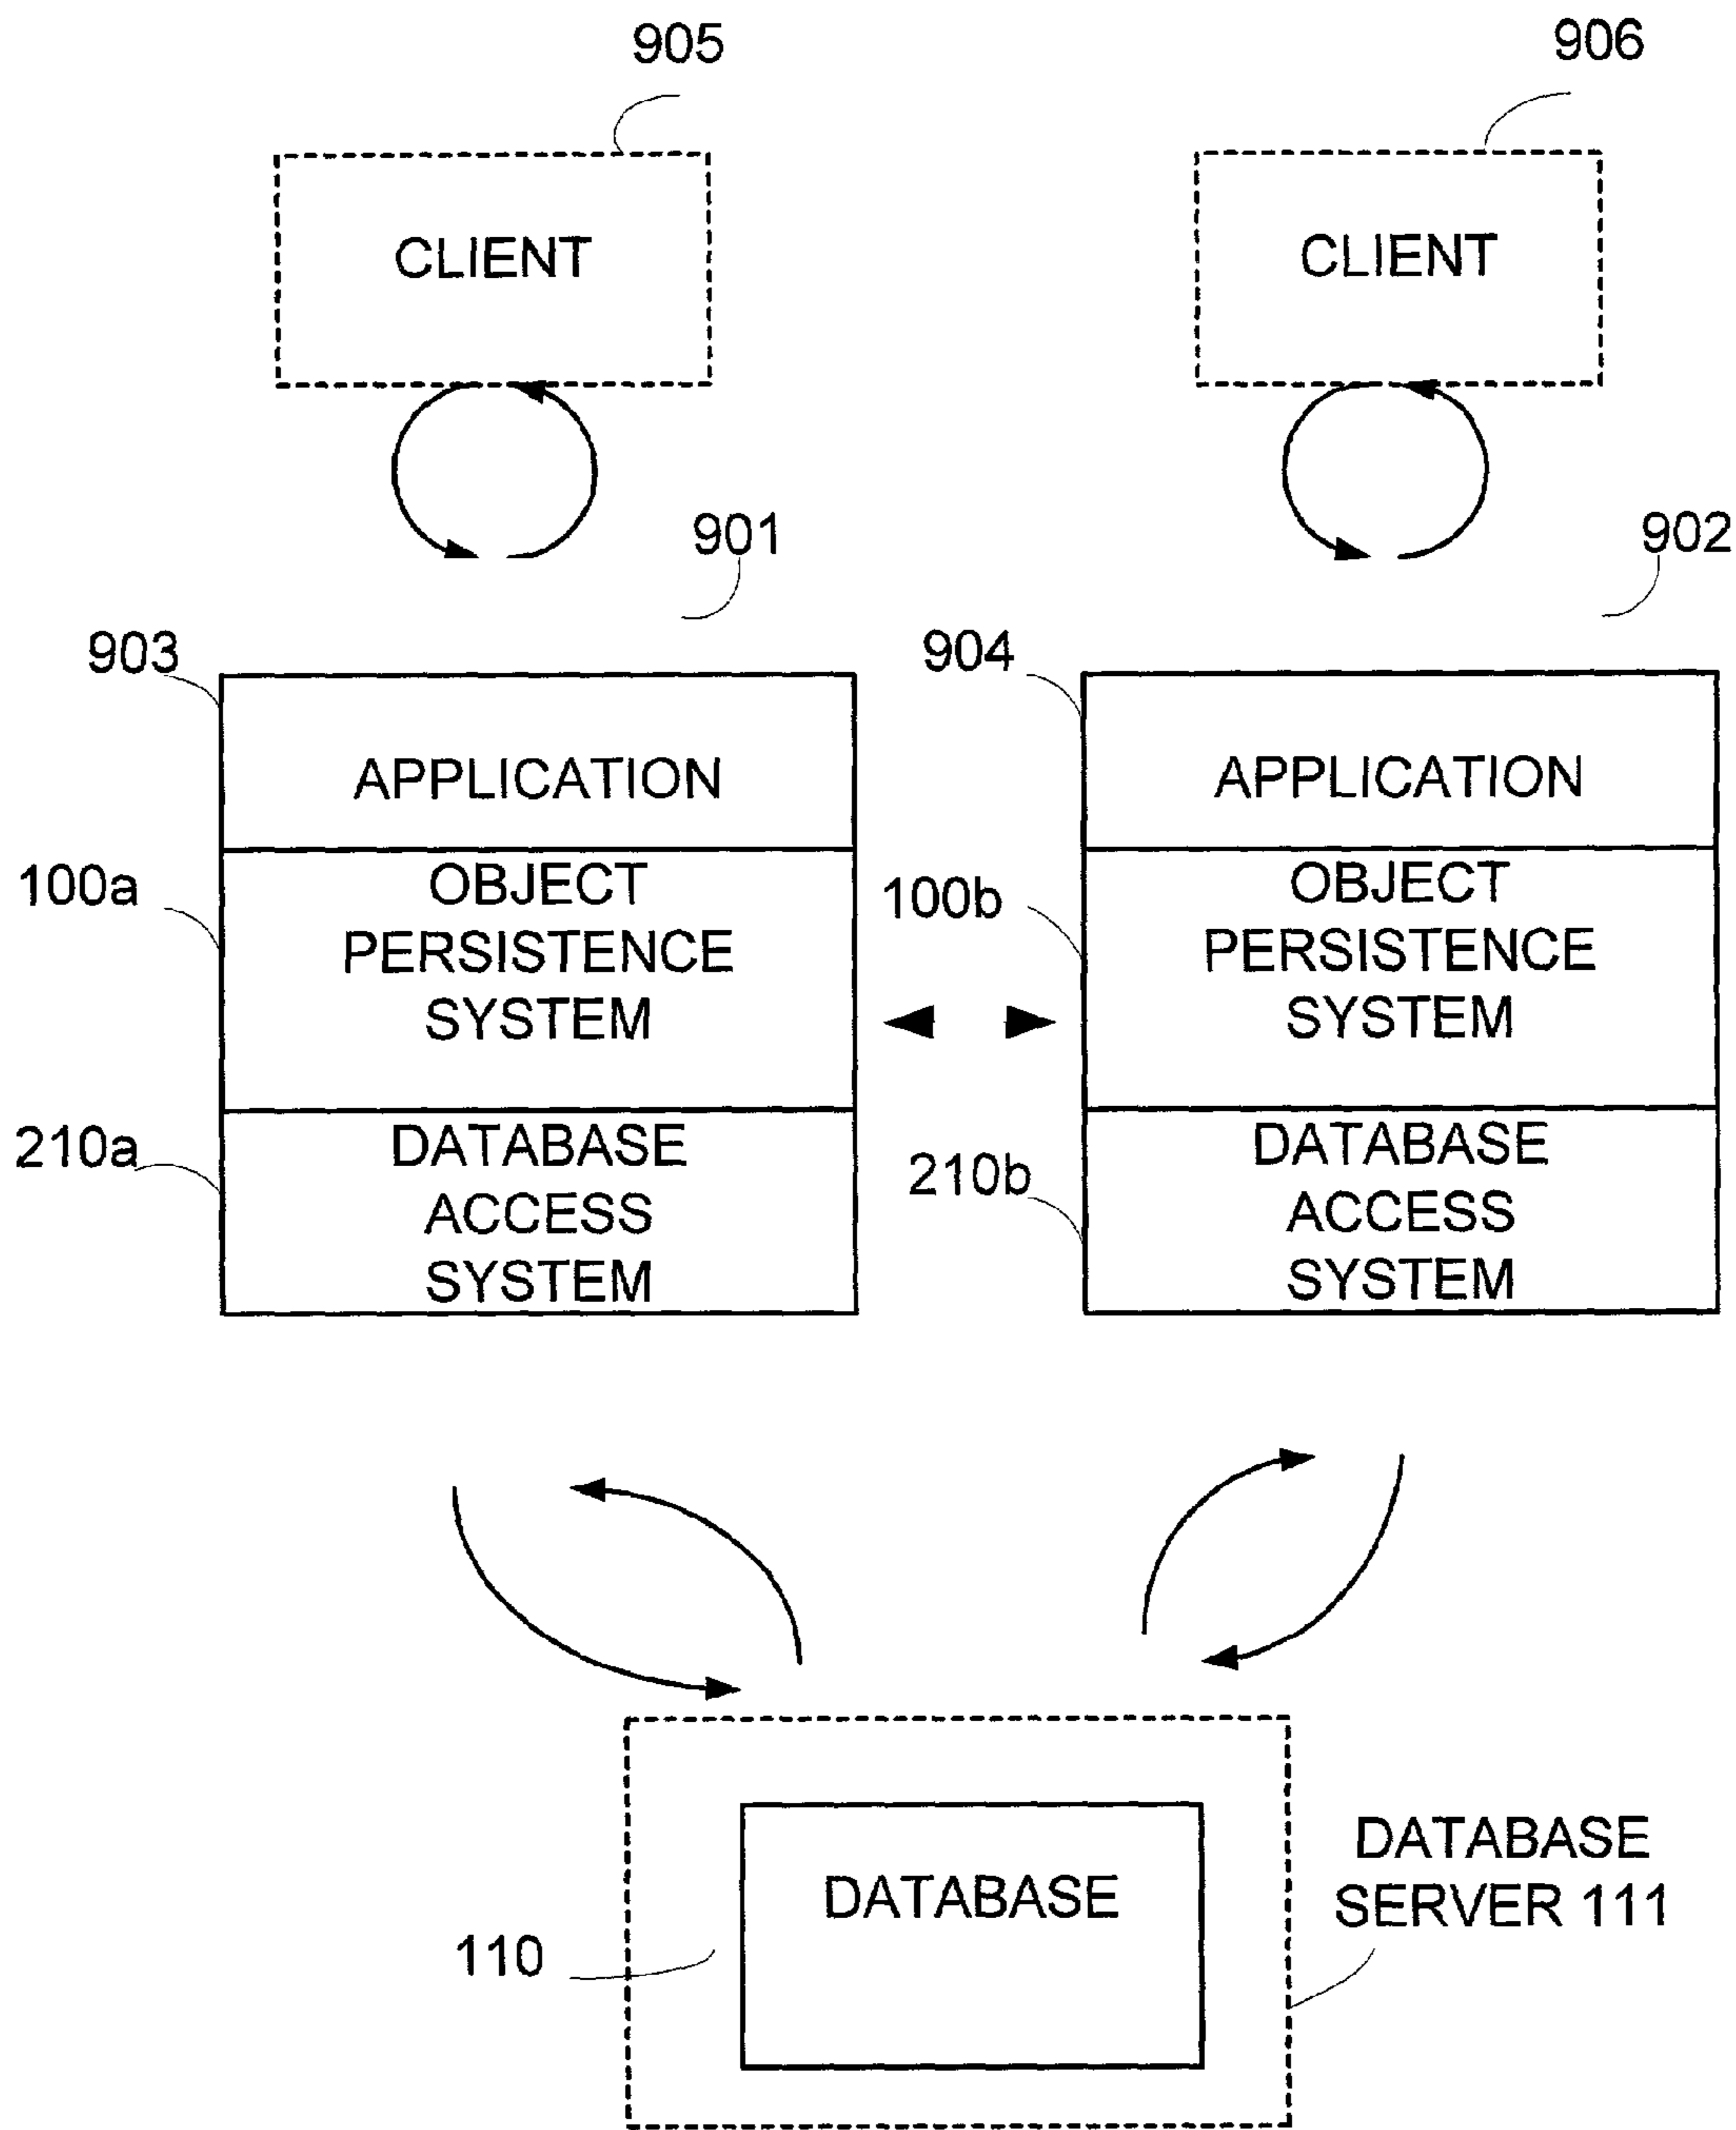 905
906
CLIENT
CLIENT
901
902
903
904
APPLICATION
APPLICATION
100a
OBJECT
PERSISTENCE
SYSTEM
100b
OBJECT
PERSISTENCE
SYSTEM
210a
DATABASE
ACCESS
SYSTEM
210b
DATABASE
ACCESS
SYSTEM
DATABASE
110
DATABASE
SERVER 111